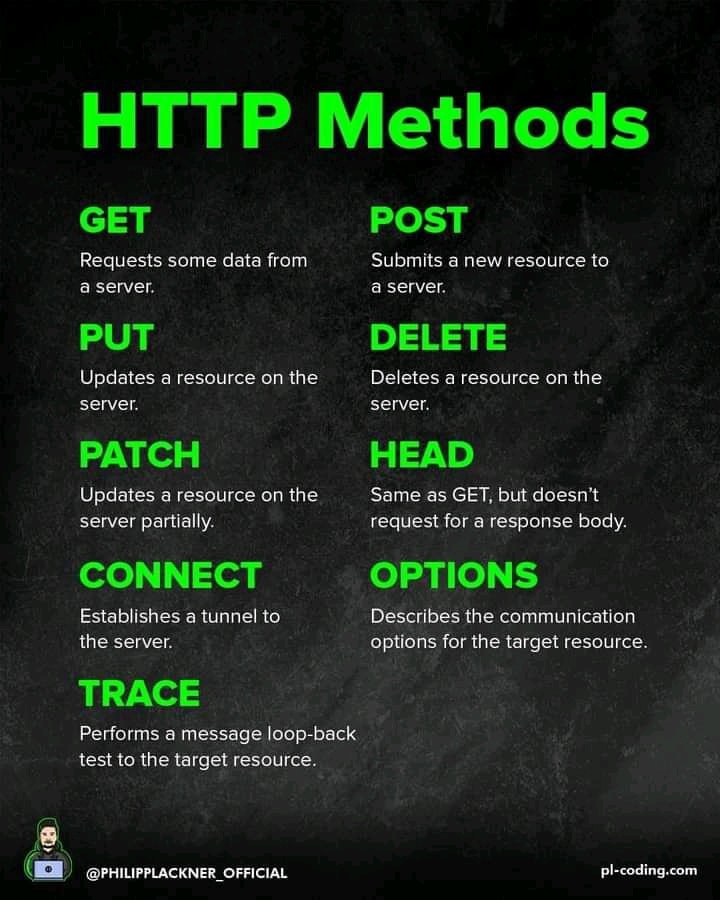 HTTP Methods
GET
Requests some data from
a server.
POST
Submits a new resource to
a server.
PUT
Updates a resource on the
server.
DELETE
Deletes a resource on the
server.
PATCH
Updates a resource on the
server partially.
HEAD
Same as GET, but doesn't
request for a response body.
CONNECT
Establishes a tunnel to
the server.
OPTIONS
Describes the communication
options for the target resource.
TRACE
Performs a message loop-back
test to the target resource.
@PHILIPPLACKNER_OFFICIAL
pl-coding.com